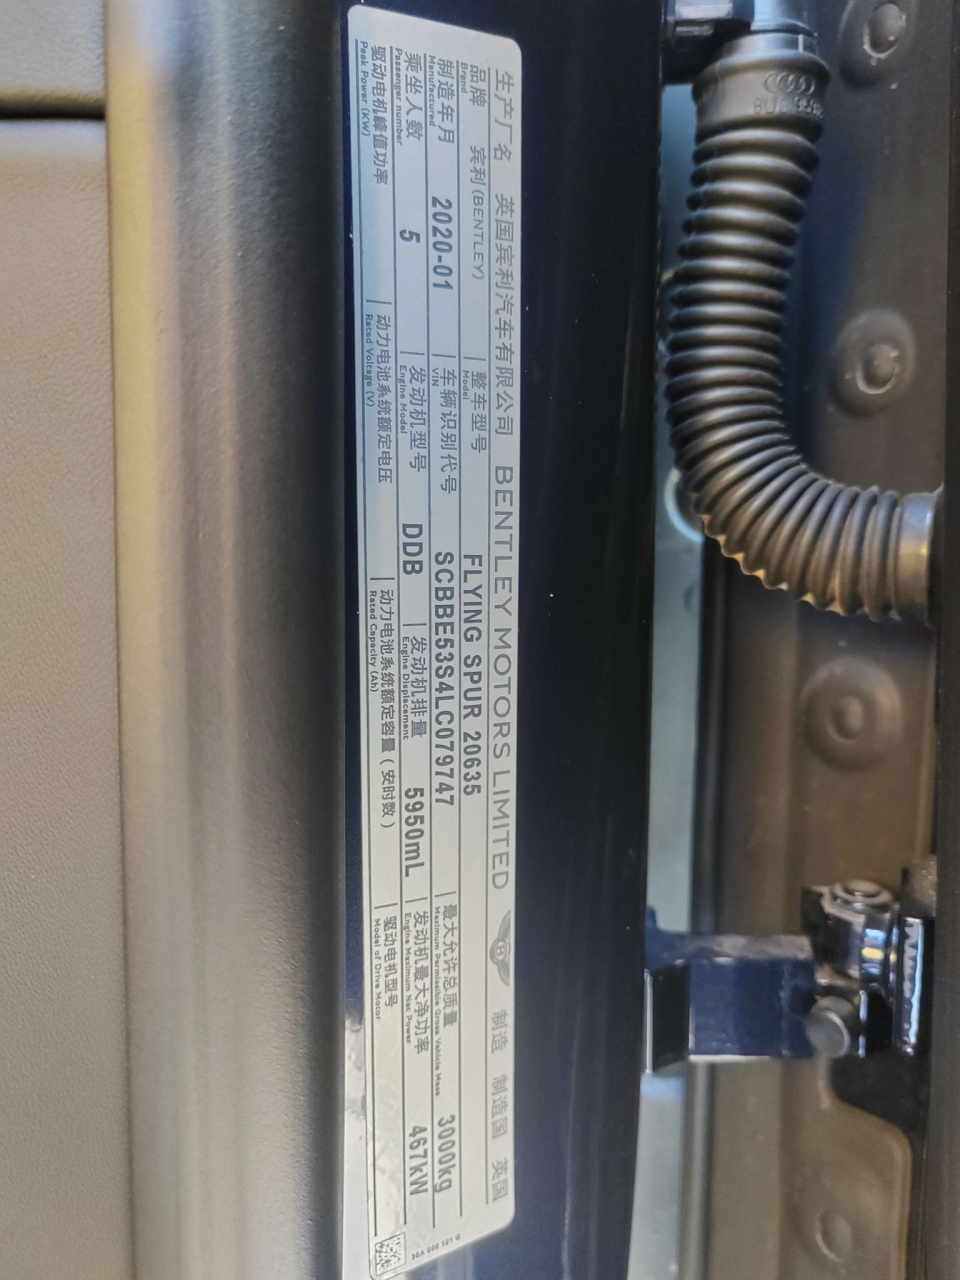 生产厂名 英国宾利汽车有限公司 BENTLEY MOTORS LIMITED 制造 制造国 英国
品牌 宾利(BENTLEY) 整车型号 FLYING SPUR 20635
Brand Model
制造年月 2020-01 车辆识别代号 SCBBE53S4LC079747 最大允许总质量 3000kg
Manufactured VIN Maximum Permissible Gross Vehicle Mass
乘坐人数 5 发动机型号 DDB 发动机排量 5950mL 发动机最大净功率 467kW
Passenger number Engine Model Engine Displacement Engine Maximum Net Power
驱动电机峰值功率 动力电池系统额定电压 动力电池系统额定容量(安时数) 驱动电机型号
Peak Power (KW) Rated Voltage (V) Rated Capacity (Ah) Model of Drive Motor
36A 000 101 Q